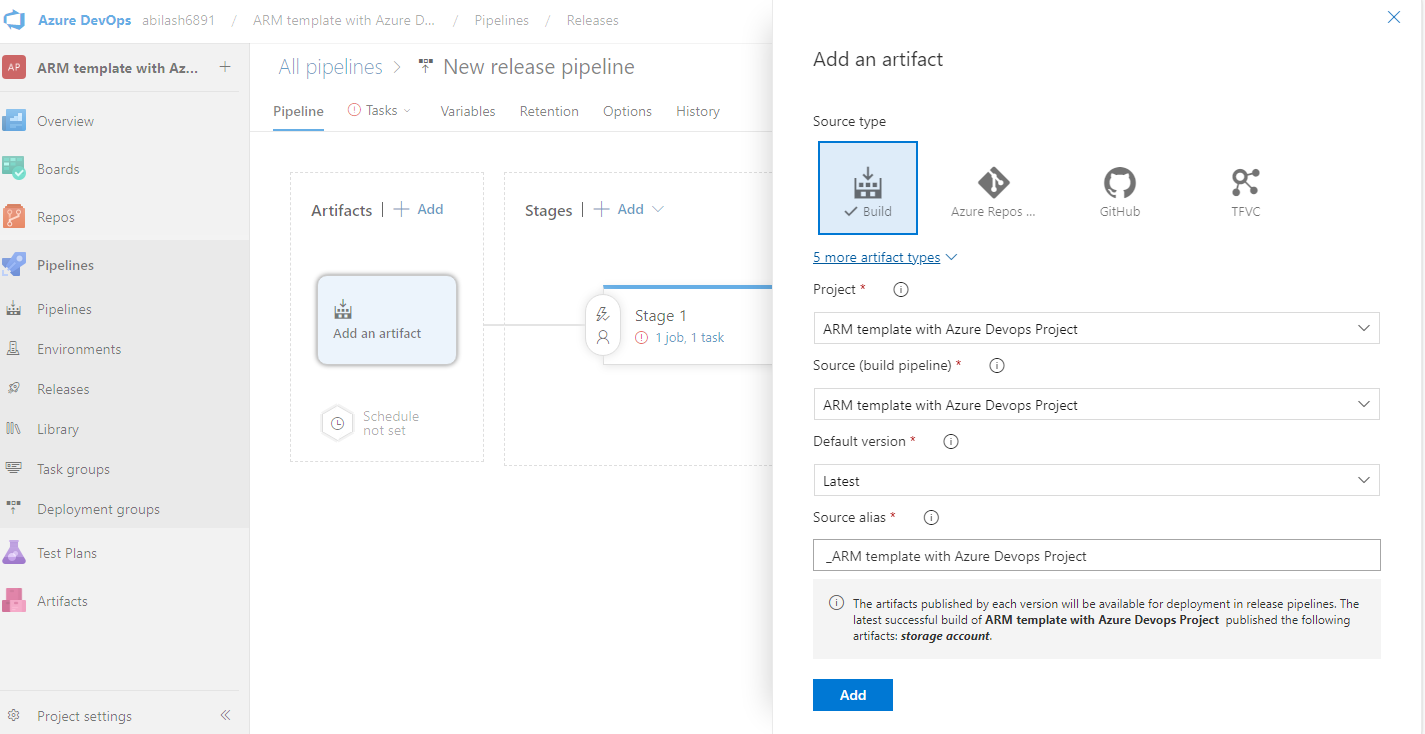 Azure DevOps abilash6891 / ARM template with Azure D... / Pipelines / Releases
AP ARM template with Az... +
Overview
Boards
Repos
Pipelines
Pipelines
Environments
Releases
Library
Task groups
Deployment groups
Test Plans
Artifacts
Project settings
All pipelines > New release pipeline
Pipeline Tasks Variables Retention Options History
Artifacts | + Add
Add an artifact
Schedule
not set
Stages | + Add
Stage 1
1 job, 1 task
Add an artifact
Source type
Build Azure Repos ... GitHub TFVC
5 more artifact types
Project *
ARM template with Azure Devops Project
Source (build pipeline) *
ARM template with Azure Devops Project
Default version *
Latest
Source alias *
_ARM template with Azure Devops Project
The artifacts published by each version will be available for deployment in release pipelines. The
latest successful build of ARM template with Azure Devops Project published the following
artifacts: storage account.
Add